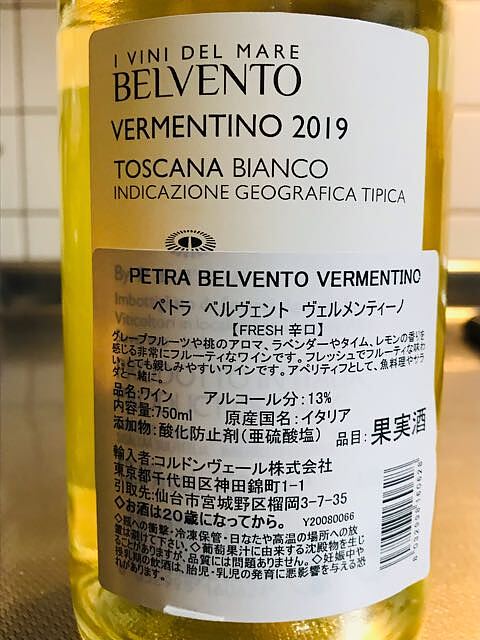 I VINI DEL MARE
BELVENTO
VERMENTINO 2019
TOSCANA BIANCO
INDICAZIONE GEOGRAFICA TIPICA
PETRA BELVENTO VERMENTINO
ペトラ ベルヴェント ヴェルメンティーノ
【FRESH 辛口】
グレープフルーツや桃のアロマ、ラベンダーやタイム、レモンの香りを
感じる非常にフルーティなワインです。フレッシュでフルーティな味わ
い。とても親しみやすいワインです。アペリティフとして、魚料理やサラ
ダと一緒に。
品名:ワイン アルコール分:13%
内容量:750ml 原産国名:イタリア
添加物:酸化防止剤(亜硫酸塩) 品目:果実酒
輸入者:コルドンヴェール株式会社
東京都千代田区神田錦町1-1
引取先:仙台市宮城野区榴岡3-7-35
◇お酒は20歳になってから。 Y20080066
◇瓶への衝撃・冷凍保管・日なたや高温の場所への放
置は避けて下さい。◇葡萄果汁に由来する沈殿物を生じ
ることがありますが、品質には問題ありません。◇妊娠中や
授乳期の飲酒は、胎児・乳児の発育に悪影響を与える恐
れがあります。